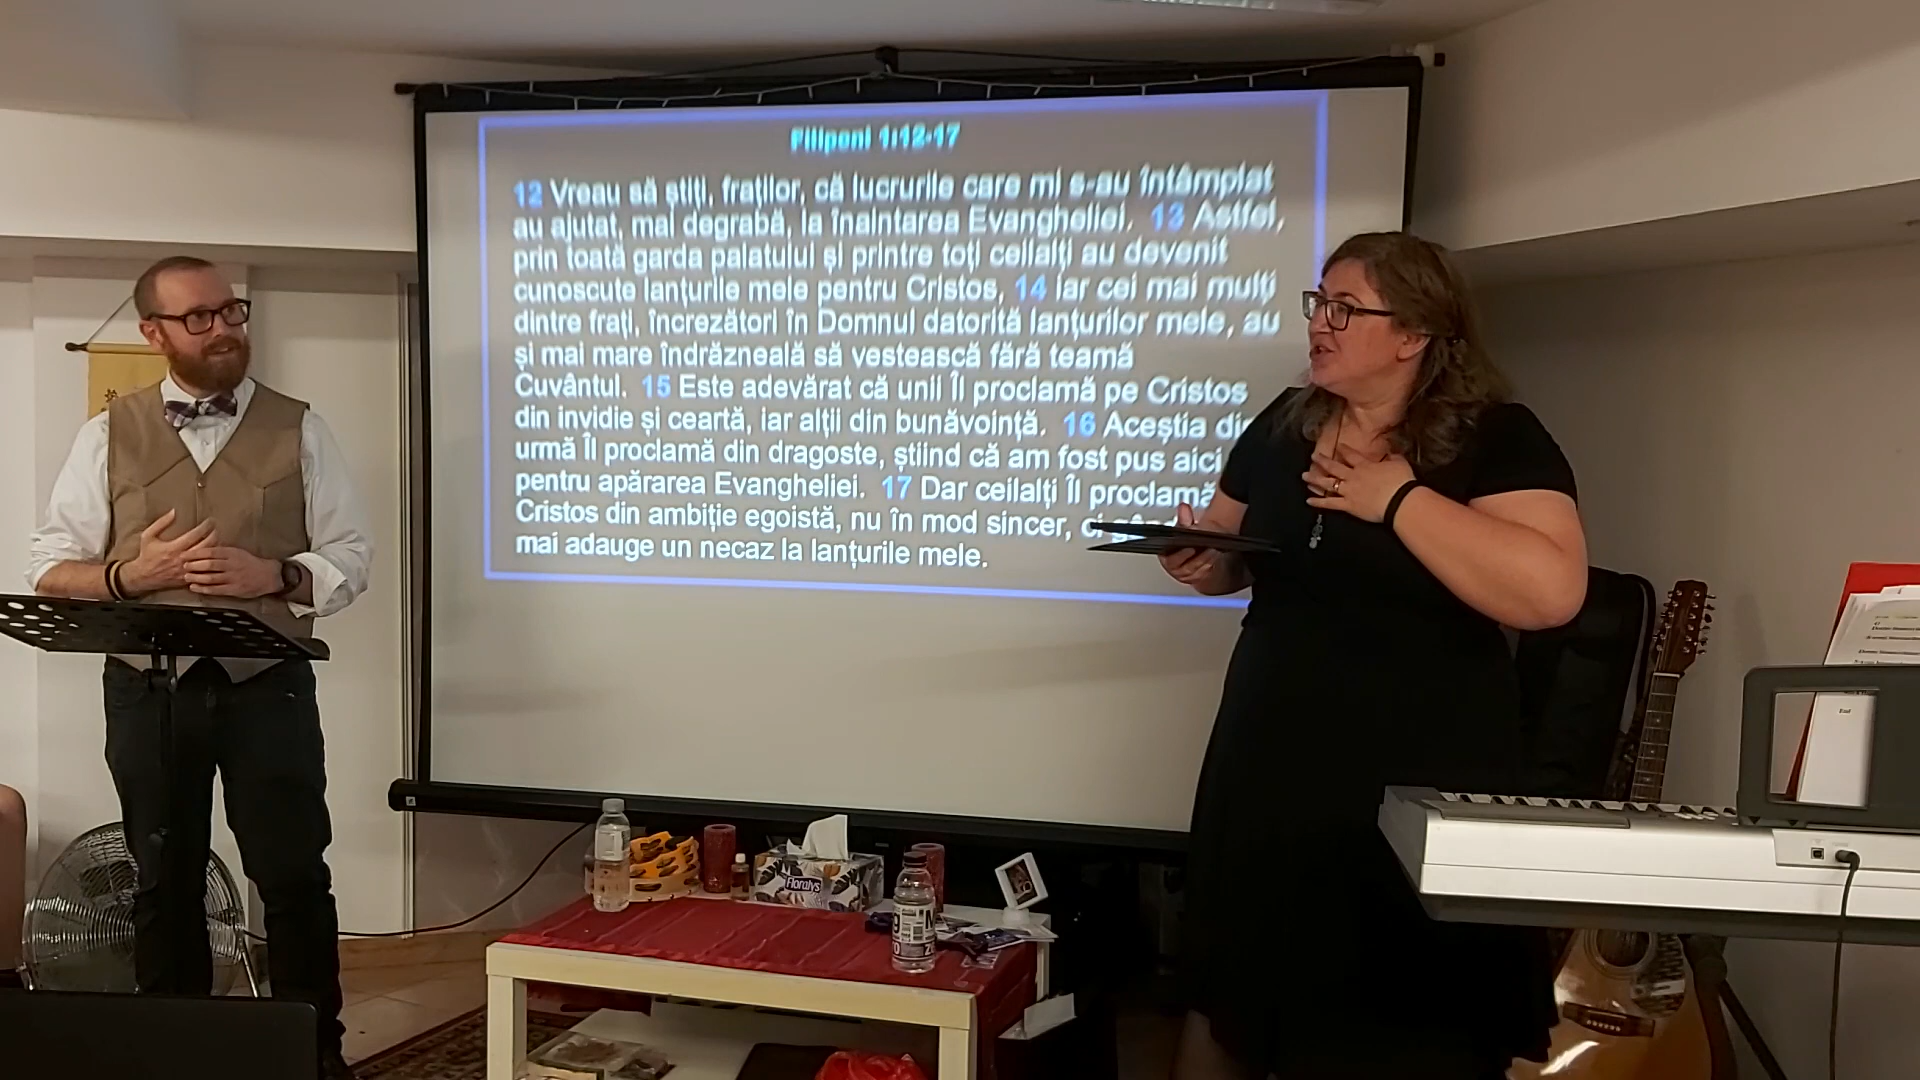 Filipeni 1:12-17
12 Vreau să știți, fraților, că lucrurile care mi s-au întâmplat
au ajutat, mai degrabă, la înaintarea Evangheliei. 13 Astfel,
prin toată garda palatului și printre toți ceilalți au devenit
cunoscute lanțurile mele pentru Cristos, 14 iar cei mai mulți
dintre frați, încrezători în Domnul datorită lanțurilor mele, au
și mai mare îndrăzneală să vestească fără teamă
Cuvântul. 15 Este adevărat că unii Îl proclamă pe Cristos
din invidie și ceartă, iar alții din bunăvoință. 16 Aceștia
urmă Îl proclamă din dragoste, știind că am fost pus aici
pentru apărarea Evangheliei. 17 Dar ceilalți Îl proclamă
Cristos din ambiție egoistă, nu în mod sincer, ci
mai adauge un necaz la lanțurile mele.
Floralys